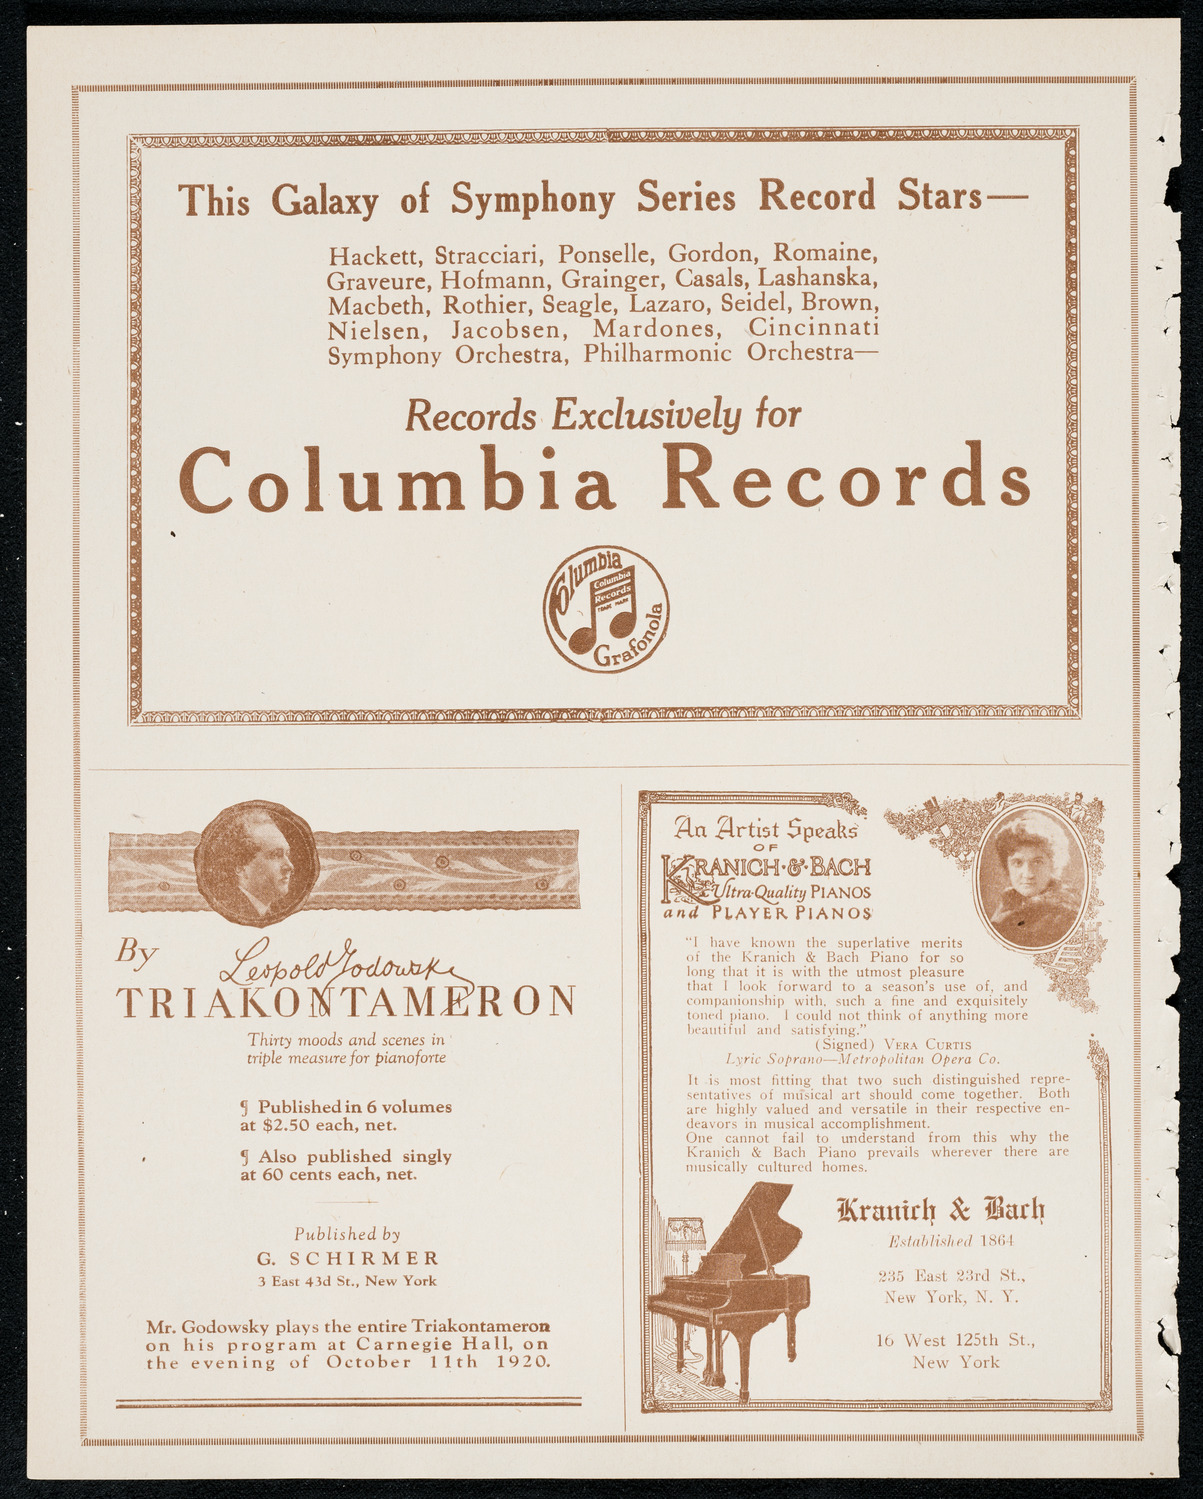 This Galaxy of Symphony Series Record Stars—
Hackett, Stracciari, Ponselle, Gordon, Romaine,
Graveure, Hofmann, Grainger, Casals, Lashanska,
Macbeth, Rothier, Seagle, Lazaro, Seidel, Brown,
Nielsen, Jacobsen, Mardones, Cincinnati
Symphony Orchestra, Philharmonic Orchestra—
Records Exclusively for
Columbia Records
Columbia
Columbia
Records
TRADE MARK
Grafonola
By
Leopold Godowsky
TRIAKONTAMERON
Thirty moods and scenes in
triple measure for pianoforte
¶ Published in 6 volumes
at $2.50 each, net.
¶ Also published singly
at 60 cents each, net.
Published by
G. SCHIRMER
3 East 43d St., New York
Mr. Godowsky plays the entire Triakontameron
on his program at Carnegie Hall, on
the evening of October 11th 1920.
An Artist Speaks
OF
KRANICH·&·BACH
Ultra-Quality PIANOS
and PLAYER PIANOS
"I have known the superlative merits
of the Kranich & Bach Piano for so
long that it is with the utmost pleasure
that I look forward to a season's use of, and
companionship with, such a fine and exquisitely
toned piano. I could not think of anything more
beautiful and satisfying."
(Signed) VERA CURTIS
Lyric Soprano—Metropolitan Opera Co.
It is most fitting that two such distinguished repre-
sentatives of musical art should come together. Both
are highly valued and versatile in their respective en-
deavors in musical accomplishment.
One cannot fail to understand from this why the
Kranich & Bach Piano prevails wherever there are
musically cultured homes.
Kranich & Bach
Established 1864
235 East 23rd St.,
New York, N. Y.
16 West 125th St.,
New York